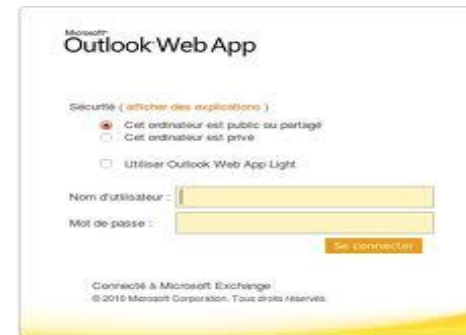 Microsoft®
Outlook Web App
Sécurité ( afficher des explications )
Cet ordinateur est public ou partagé
Cet ordinateur est privé
Utiliser Outlook Web App Light
Nom d'utilisateur :
Mot de passe :
Se connecter
Connecté à Microsoft Exchange
© 2010 Microsoft Corporation. Tous droits réservés.